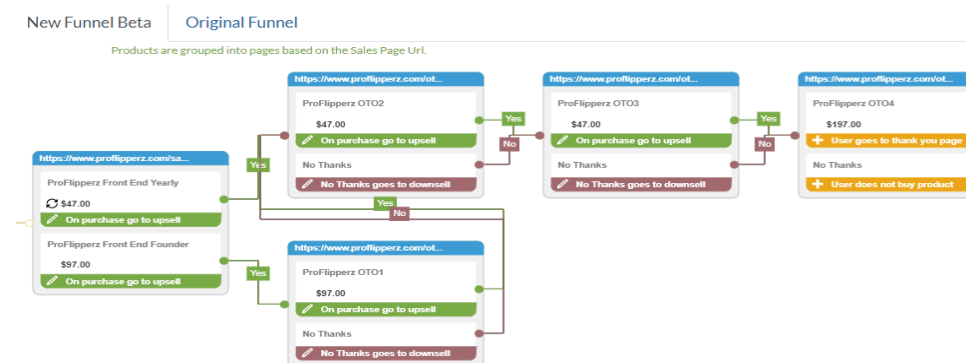 New Funnel Beta
Original Funnel
Products are grouped into pages based on the Sales Page Url.
https://www.proflipperz.com/sa...
ProFlipperz Front End Yearly
$47.00
On purchase go to upsell
ProFlipperz Front End Founder
$97.00
On purchase go to upsell
Yes
Yes
https://www.proflipperz.com/ot...
ProFlipperz OTO2
$47.00
On purchase go to upsell
No Thanks
No Thanks goes to downsell
Yes
No
https://www.proflipperz.com/ot...
ProFlipperz OTO1
$97.00
On purchase go to upsell
No Thanks
No Thanks goes to downsell
Yes
No
https://www.proflipperz.com/ot...
ProFlipperz OTO3
$47.00
On purchase go to upsell
No Thanks
No Thanks goes to downsell
Yes
No
https://www.proflipperz.com/ot...
ProFlipperz OTO4
$197.00
User goes to thank you page
No Thanks
User does not buy product